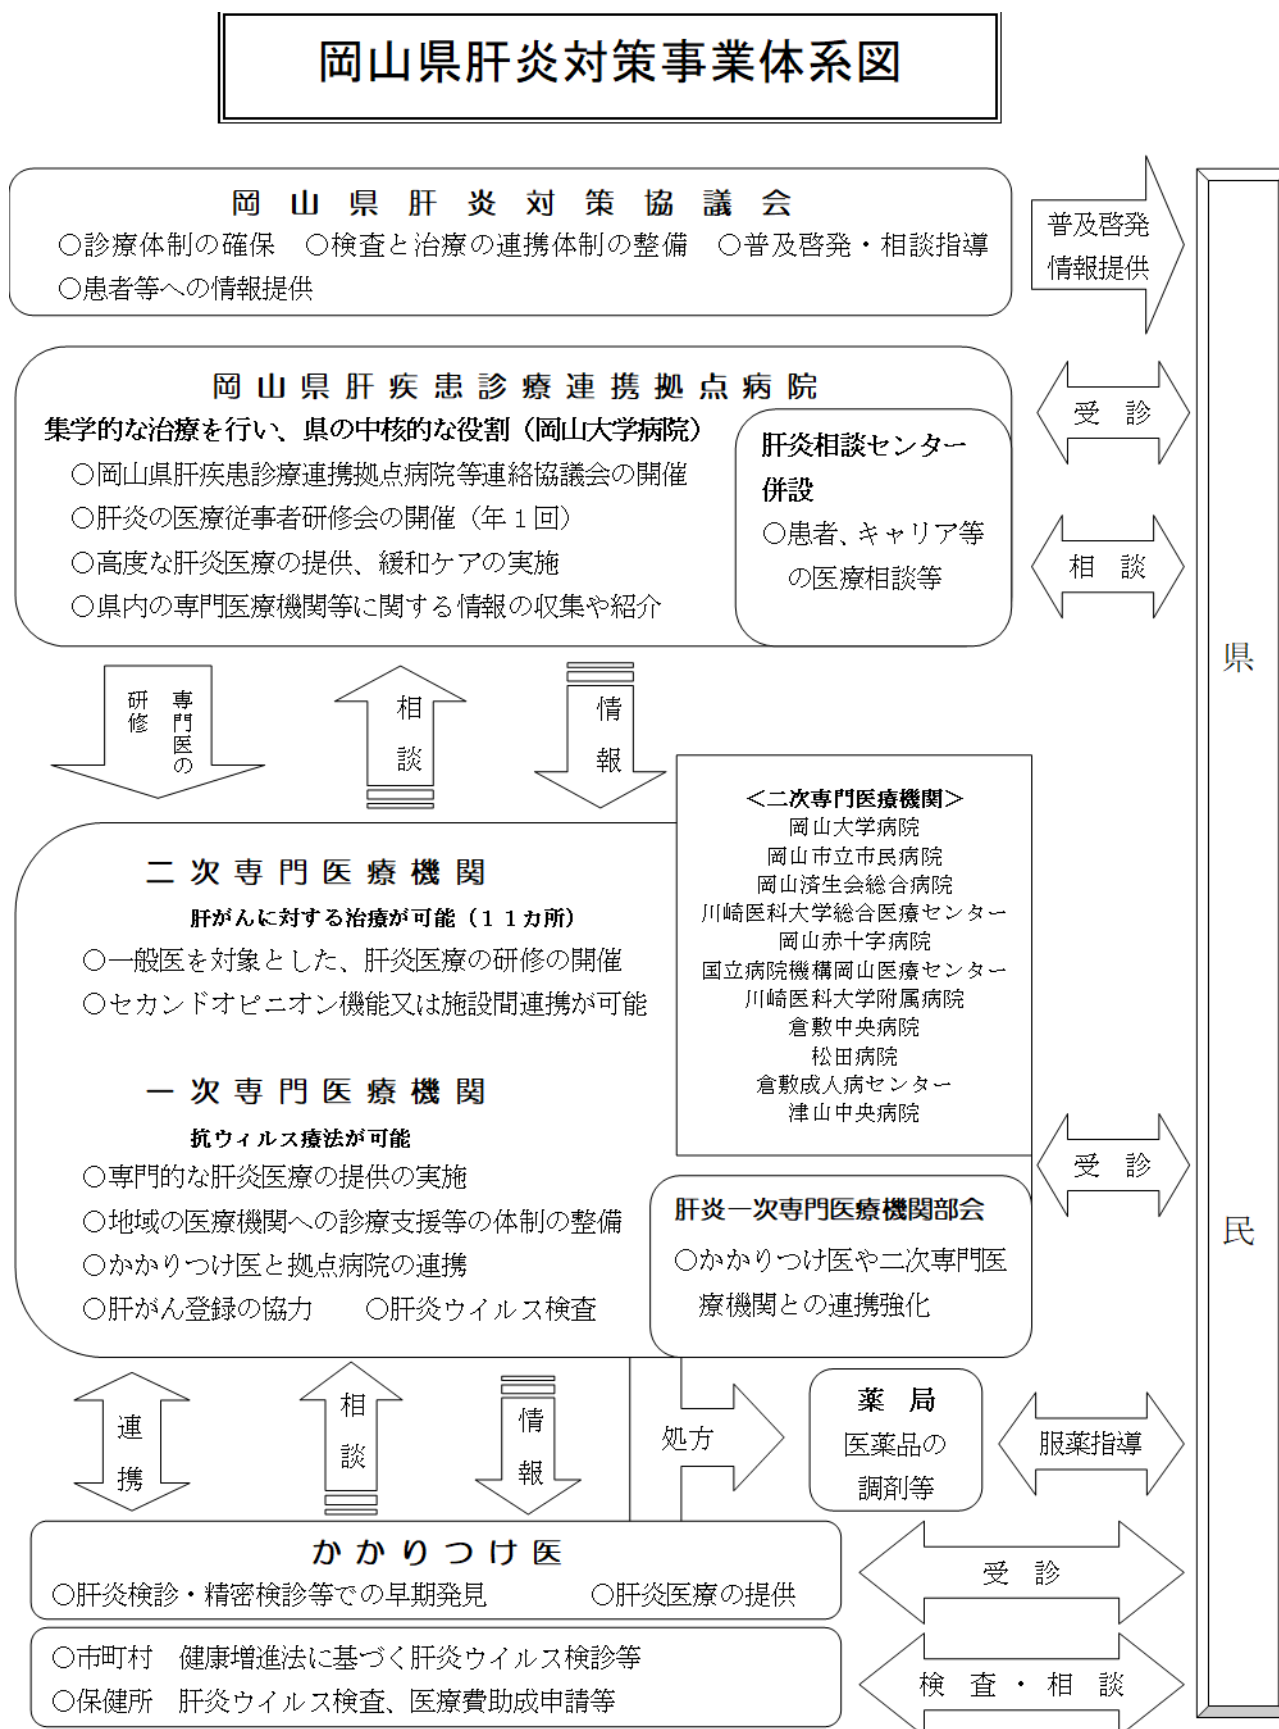 岡山県肝炎対策事業体系図
岡山県肝炎対策協議会
○診療体制の確保　○検査と治療の連携体制の整備　○普及啓発・相談指導
○患者等への情報提供
普及啓発
情報提供
岡山県肝疾患診療連携拠点病院
集学的な治療を行い、県の中核的な役割（岡山大学病院）
○岡山県肝疾患診療連携拠点病院等連絡協議会の開催
○肝炎の医療従事者研修会の開催（年１回）
○高度な肝炎医療の提供、緩和ケアの実施
○県内の専門医療機関等に関する情報の収集や紹介
肝炎相談センター
併設
○患者、キャリア等
の医療相談等
受診
相談
県民
専門医の
研修
相談
情報
二次専門医療機関
肝がんに対する治療が可能（１１カ所）
○一般医を対象とした、肝炎医療の研修の開催
○セカンドオピニオン機能又は施設間連携が可能
＜二次専門医療機関＞
岡山大学病院
岡山市立市民病院
岡山済生会総合病院
川崎医科大学総合医療センター
岡山赤十字病院
国立病院機構岡山医療センター
川崎医科大学附属病院
倉敷中央病院
松田病院
倉敷成人病センター
津山中央病院
一次専門医療機関
抗ウィルス療法が可能
○専門的な肝炎医療の提供の実施
○地域の医療機関への診療支援等の体制の整備
○かかりつけ医と拠点病院の連携
○肝がん登録の協力　○肝炎ウイルス検査
受診
肝炎一次専門医療機関部会
○かかりつけ医や二次専門医
療機関との連携強化
連携
相談
情報
処方
薬局
医薬品の
調剤等
服薬指導
かかりつけ医
○肝炎検診・精密検診等での早期発見　○肝炎医療の提供
受診
○市町村　健康増進法に基づく肝炎ウイルス検診等
○保健所　肝炎ウイルス検査、医療費助成申請等
検査・相談